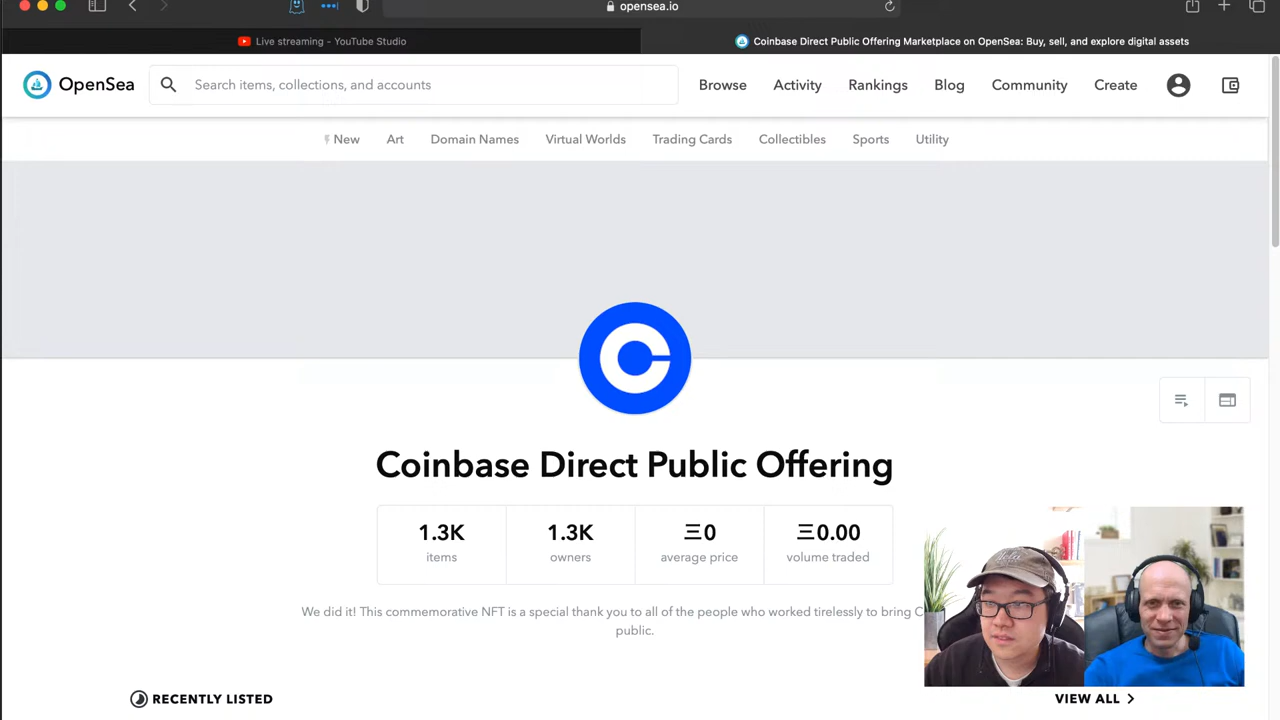 opensea.io
Live streaming - YouTube Studio
Coinbase Direct Public Offering Marketplace on OpenSea: Buy, sell, and explore digital assets
OpenSea
Search items, collections, and accounts
Browse
Activity
Rankings
Blog
Community
Create
New
Art
Domain Names
Virtual Worlds
Trading Cards
Collectibles
Sports
Utility
Coinbase Direct Public Offering
1.3K
items
1.3K
owners
Ξ0
average price
Ξ0.00
volume traded
We did it! This commemorative NFT is a special thank you to all of the people who worked tirelessly to bring
public.
RECENTLY LISTED
VIEW ALL